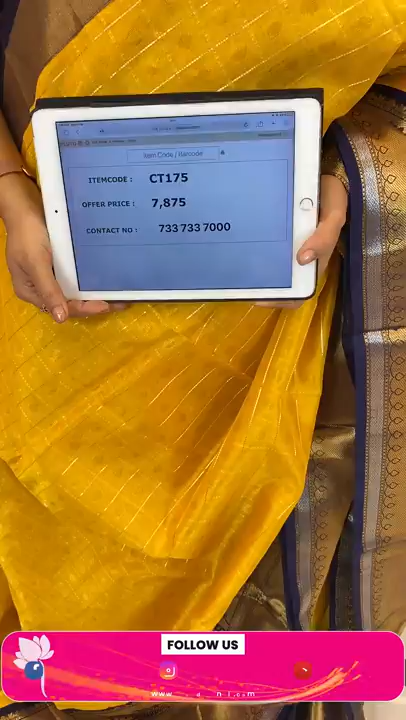 Item Code / Barcode
ITEMCODE : CT175
OFFER PRICE : 7,875
CONTACT NO : 733 733 7000
FOLLOW US